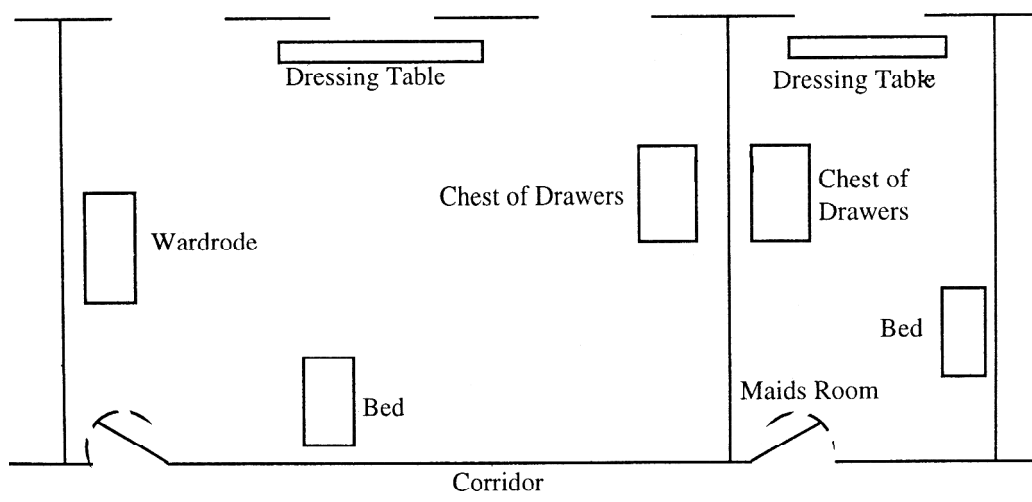 Dressing Table
Dressing Table
Chest of Drawers
Chest of
Drawers
Wardrode
Bed
Bed
Maids Room
Corridor